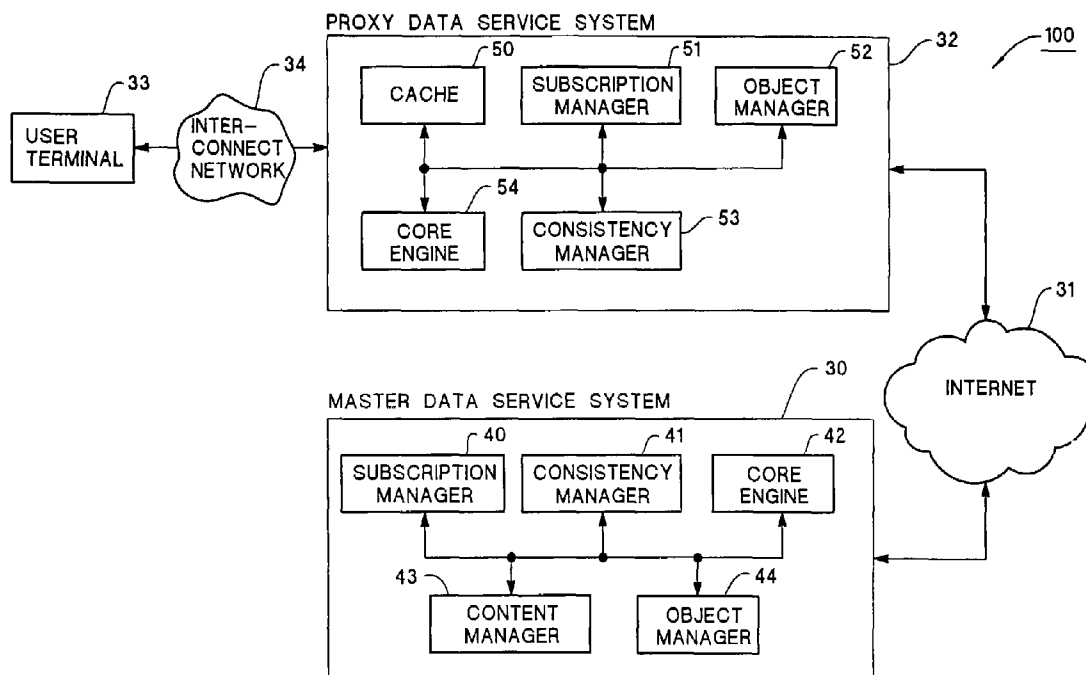 PROXY DATA SERVICE SYSTEM
100
32
50
51
52
34
33
CACHE
SUBSCRIPTION
MANAGER
OBJECT
MANAGER
USER
TERMINAL
INTER-
CONNECT
NETWORK
54
53
CORE
ENGINE
CONSISTENCY
MANAGER
31
INTERNET
30
MASTER DATA SERVICE SYSTEM
40
41
42
SUBSCRIPTION
MANAGER
CONSISTENCY
MANAGER
CORE
ENGINE
43
44
CONTENT
MANAGER
OBJECT
MANAGER